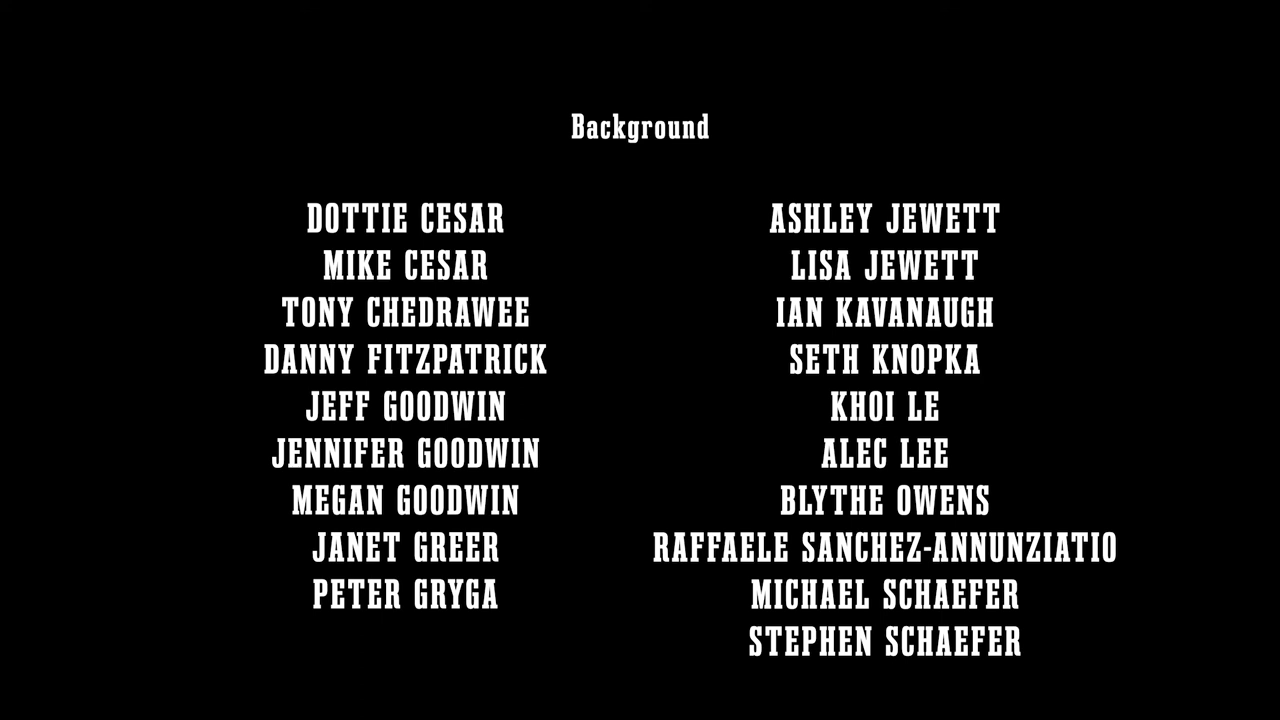 Background
DOTTIE CESAR
MIKE CESAR
TONY CHEDRAWEE
DANNY FITZPATRICK
JEFF GOODWIN
JENNIFER GOODWIN
MEGAN GOODWIN
JANET GREER
PETER GRYGA
ASHLEY JEWETT
LISA JEWETT
IAN KAVANAUGH
SETH KNOPKA
KHOI LE
ALEC LEE
BLYTHE OWENS
RAFFAELE SANCHEZ-ANNUNZIATIO
MICHAEL SCHAEFER
STEPHEN SCHAEFER